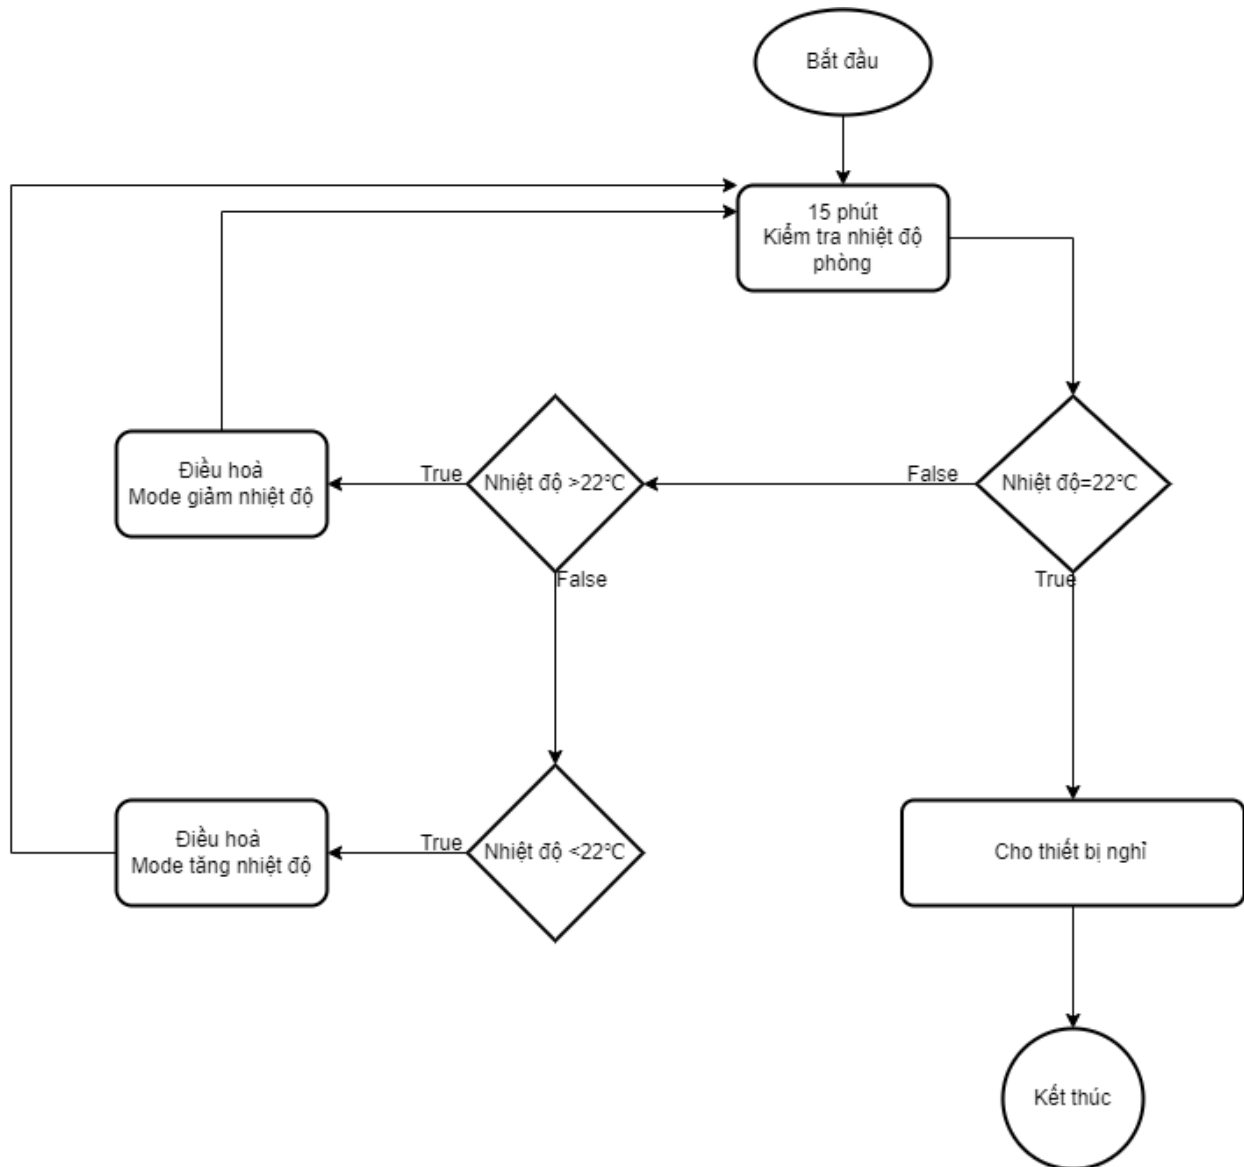 Bắt đầu
15 phút
Kiểm tra nhiệt độ
phòng
Điều hoà
Mode giảm nhiệt độ
True
Nhiệt độ >22°C
False
Nhiệt độ=22°C
False
True
Điều hoà
Mode tăng nhiệt độ
True
Nhiệt độ <22°C
Cho thiết bị nghỉ
Kết thúc